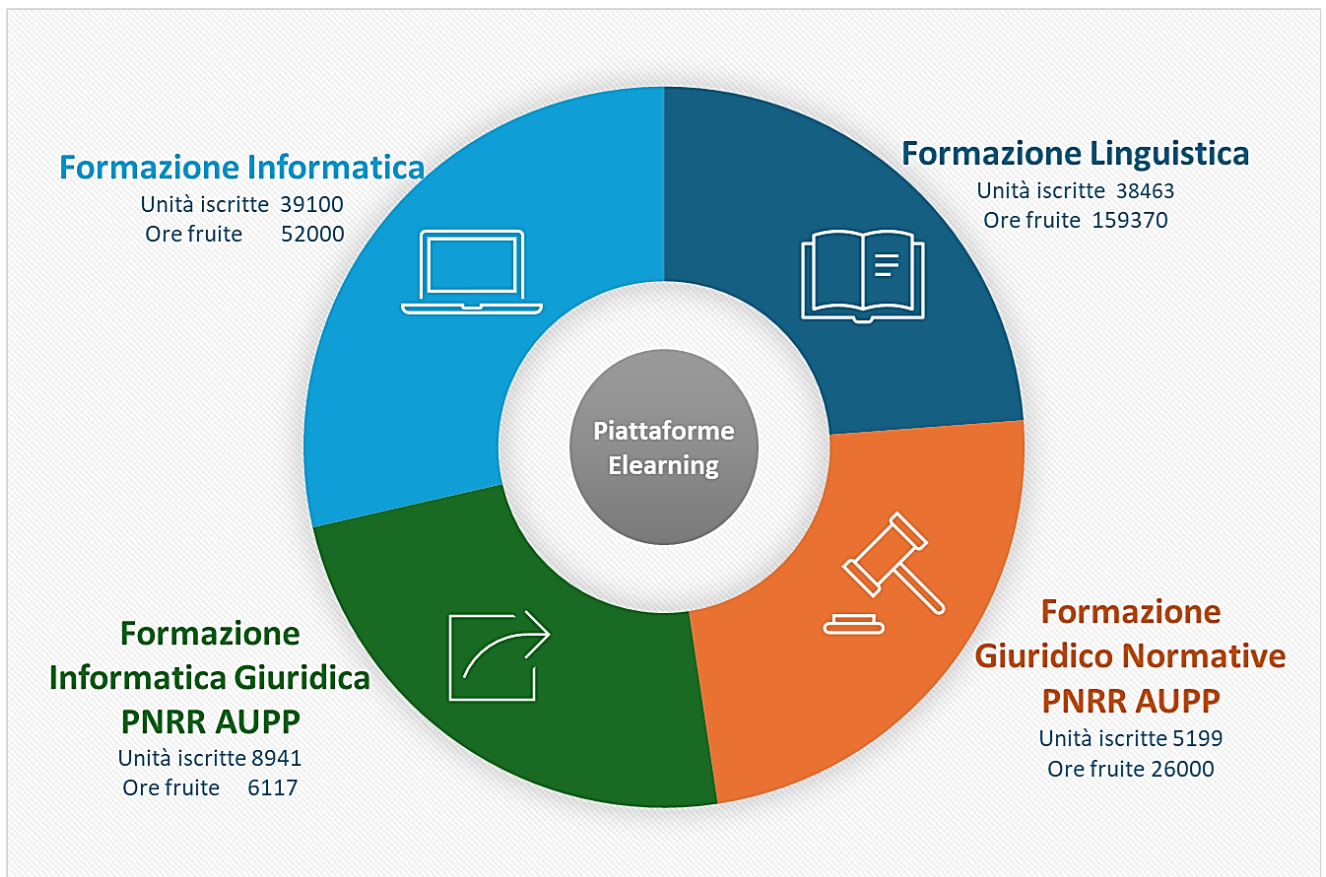 Formazione Informatica
Unità iscritte 39100
Ore fruite 52000
Formazione Linguistica
Unità iscritte 38463
Ore fruite 159370
Piattaforme
Elearning
Formazione
Informatica Giuridica
PNRR AUPP
Unità iscritte 8941
Ore fruite 6117
Formazione
Giuridico Normative
PNRR AUPP
Unità iscritte 5199
Ore fruite 26000